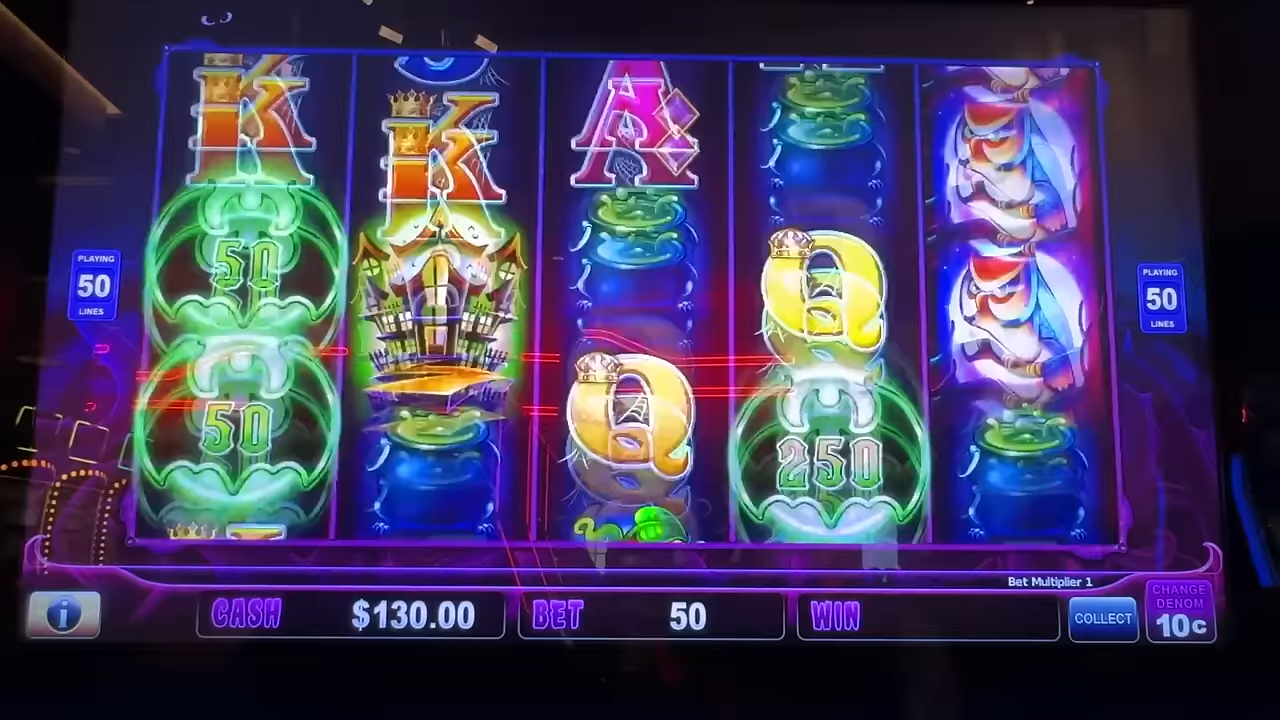 K
K
A
50
Q
50
Q
250
PLAYING
50
LINES
PLAYING
50
LINES
Bet Multiplier 1
CASH $130.00
BET 50
WIN
COLLECT
CHANGE
DENOM
10¢
i